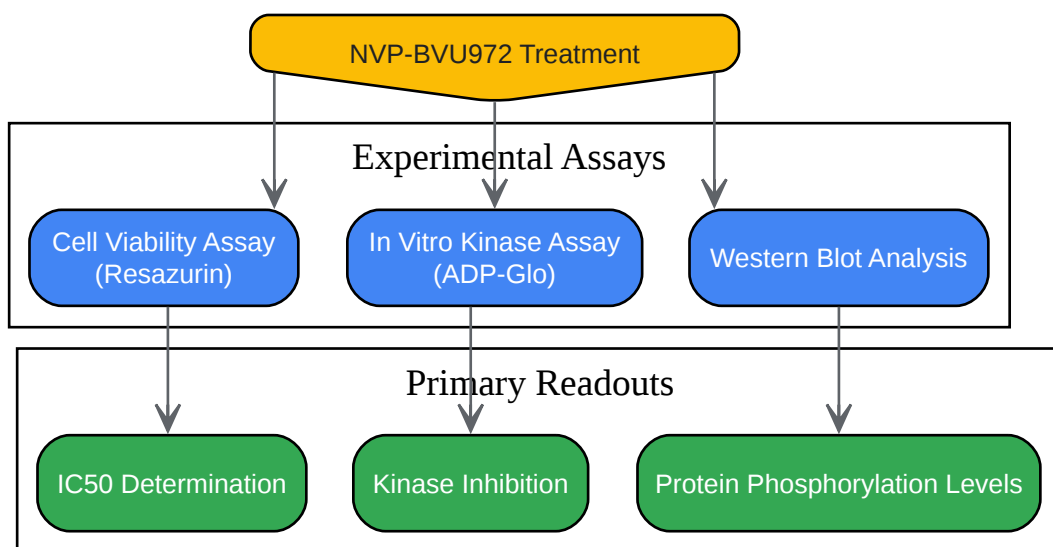 NVP-BVU972 Treatment
Experimental Assays
Cell Viability Assay
(Resazurin)
In Vitro Kinase Assay
(ADP-Glo)
Western Blot Analysis
Primary Readouts
IC50 Determination
Kinase Inhibition
Protein Phosphorylation Levels